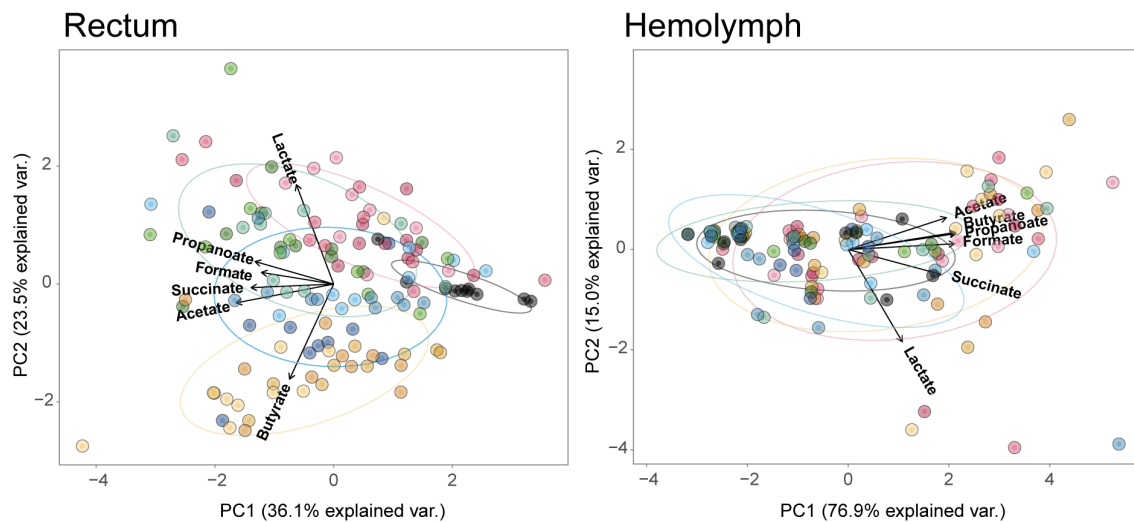 Rectum
Hemolymph
PC2 (23.5% explained var.)
2
0
−2
Lactate
Propanoate
Formate
Succinate
Acetate
Butyrate
−4
−2
0
2
PC1 (36.1% explained var.)
PC2 (15.0% explained var.)
2
0
−2
−4
Acetate
Butyrate
Propanoate
Formate
Succinate
Lactate
−4
−2
0
2
4
PC1 (76.9% explained var.)